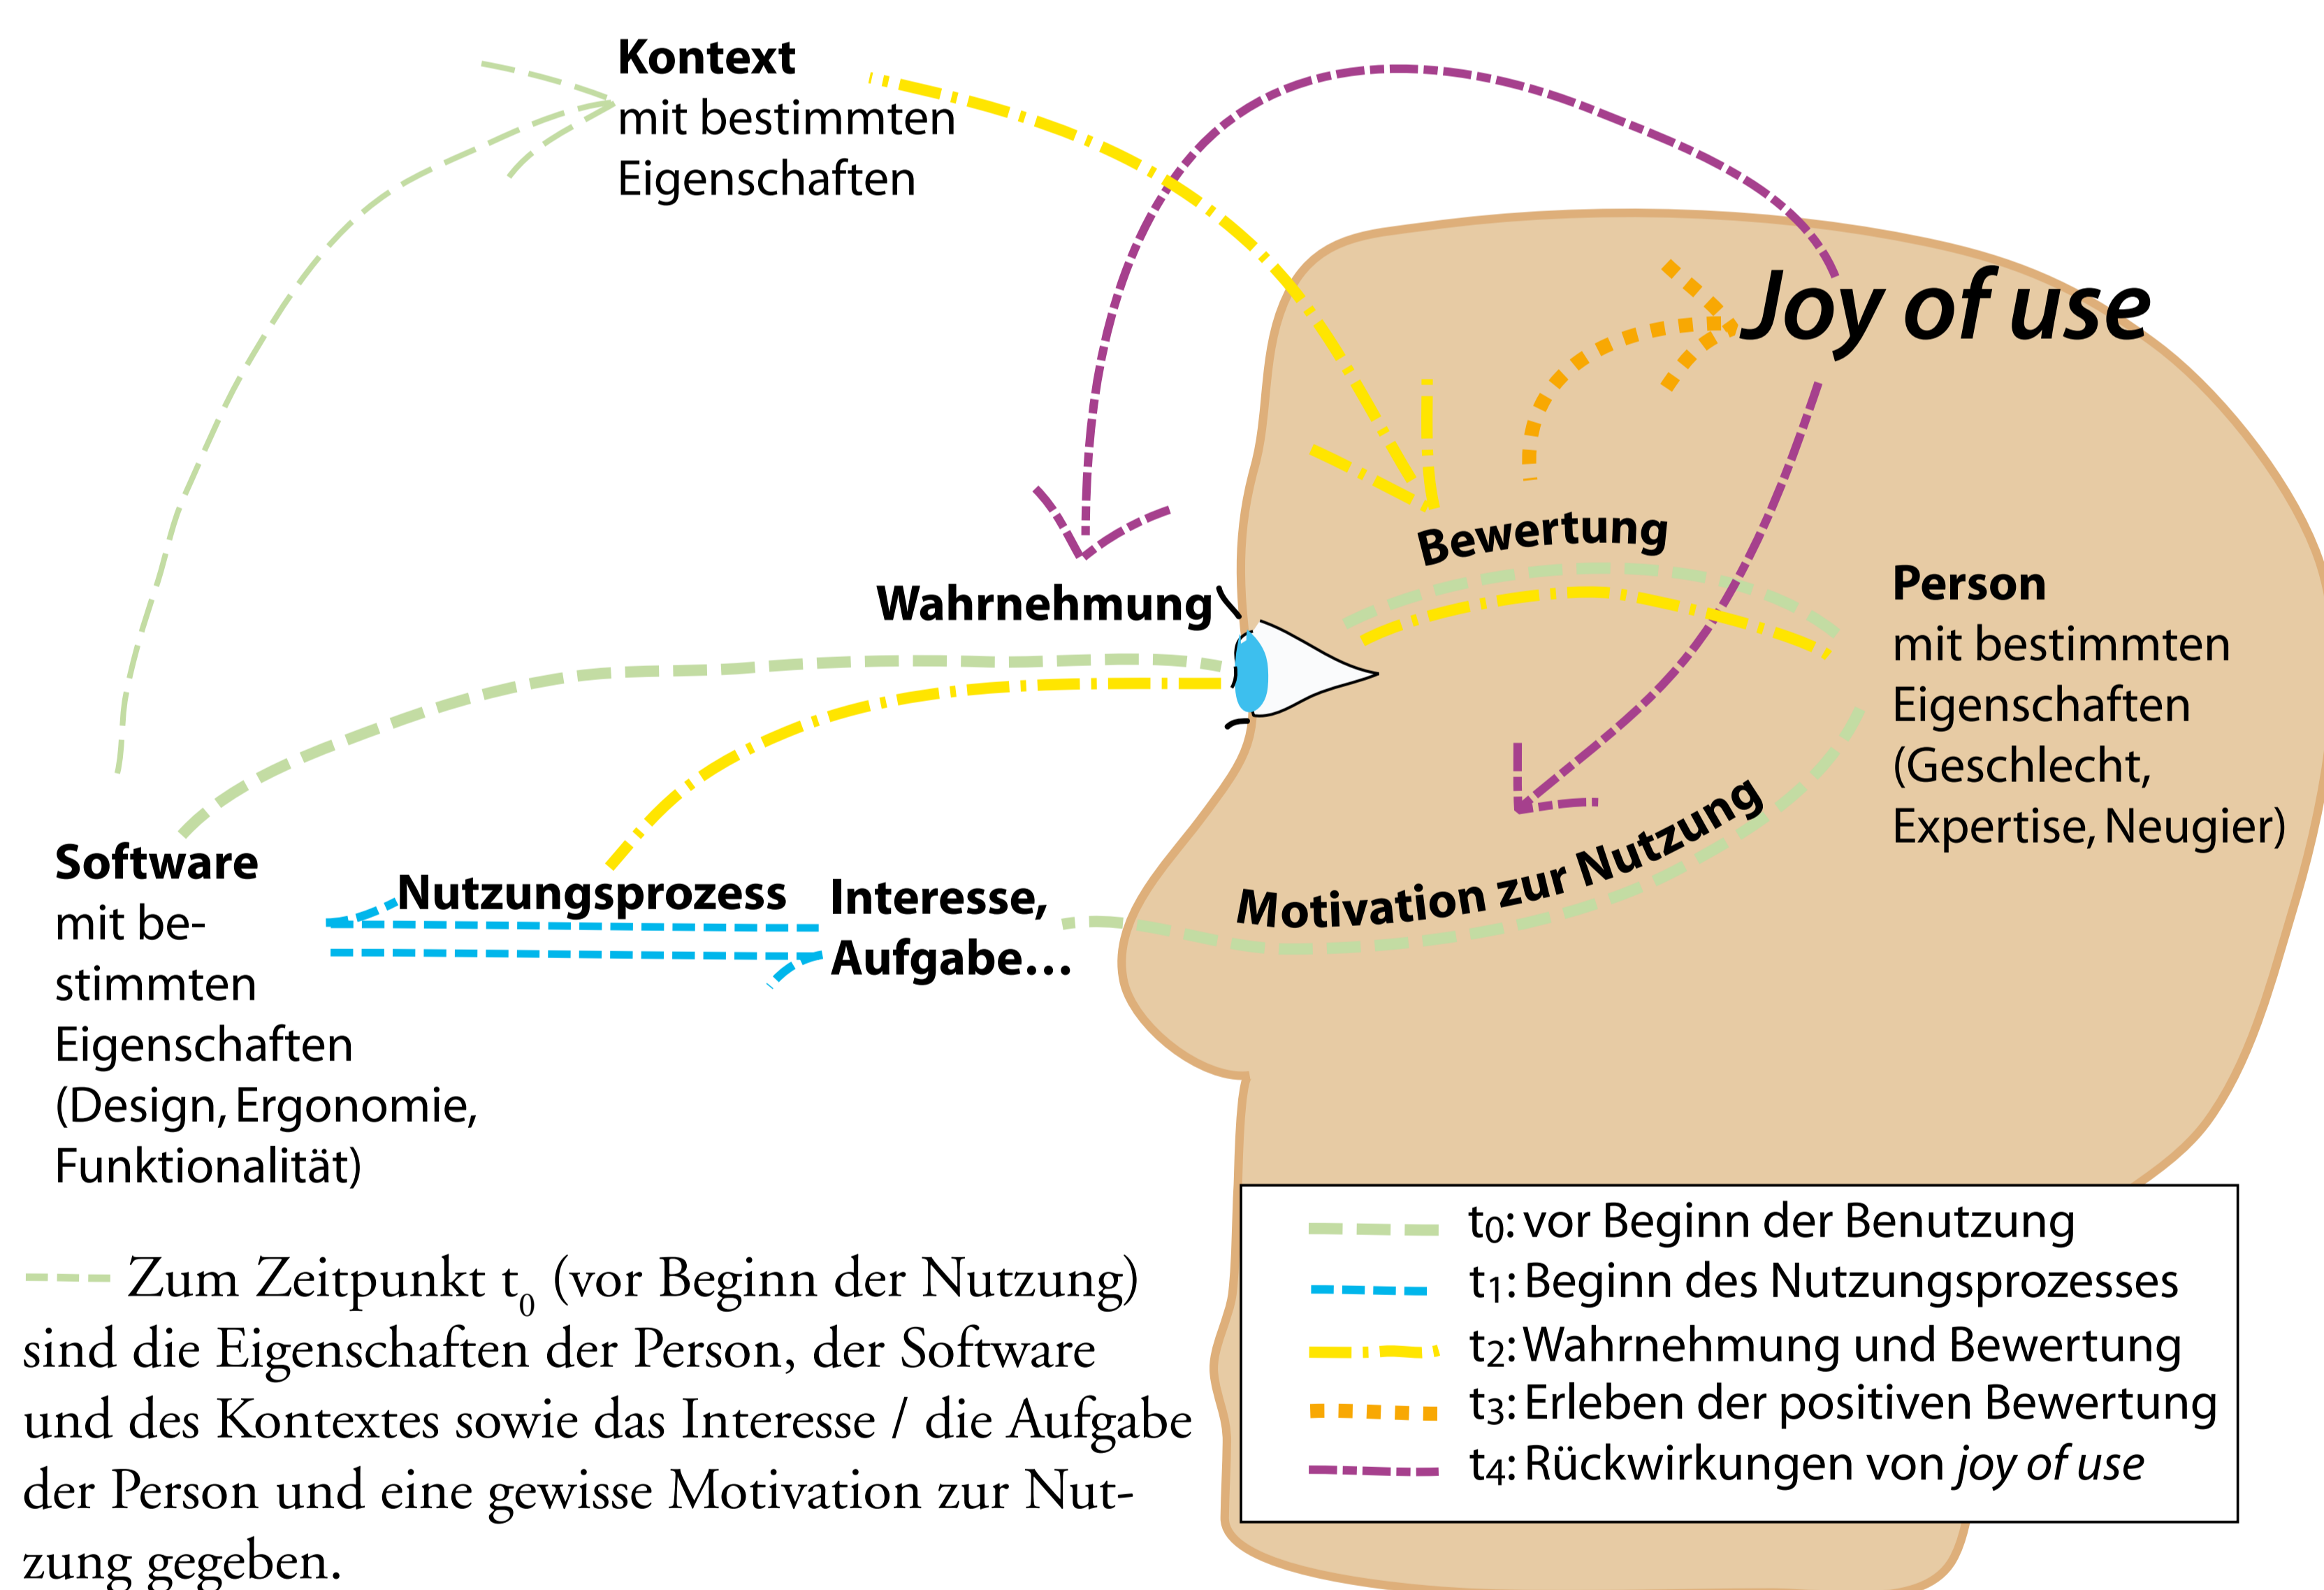 Kontext
mit bestimmten
Eigenschaften
Joy of use
Bewertung
Wahrnehmung
Person
mit bestimmten
Eigenschaften
(Geschlecht,
Expertise, Neugier)
Motivation zur Nutzung
Software
mit be-
stimmten
Eigenschaften
(Design, Ergonomie,
Funktionalität)
Nutzungsprozess
Interesse,
Aufgabe...
Zum Zeitpunkt t0 (vor Beginn der Nutzung)
sind die Eigenschaften der Person, der Software
und des Kontextes sowie das Interesse / die Aufgabe
der Person und eine gewisse Motivation zur Nut-
zung gegeben.
t0: vor Beginn der Benutzung
t1: Beginn des Nutzungsprozesses
t2: Wahrnehmung und Bewertung
t3: Erleben der positiven Bewertung
t4: Rückwirkungen von joy of use